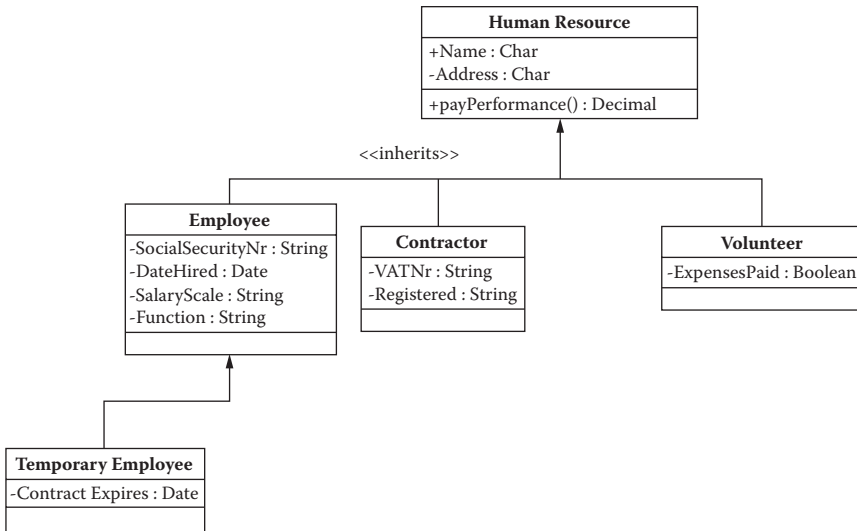 Human Resource
+Name : Char
-Address : Char
+payPerformance() : Decimal
<<inherits>>
Employee
-SocialSecurityNr : String
-DateHired : Date
-SalaryScale : String
-Function : String
Contractor
-VATNr : String
-Registered : String
Volunteer
-ExpensesPaid : Boolean
Temporary Employee
-Contract Expires : Date